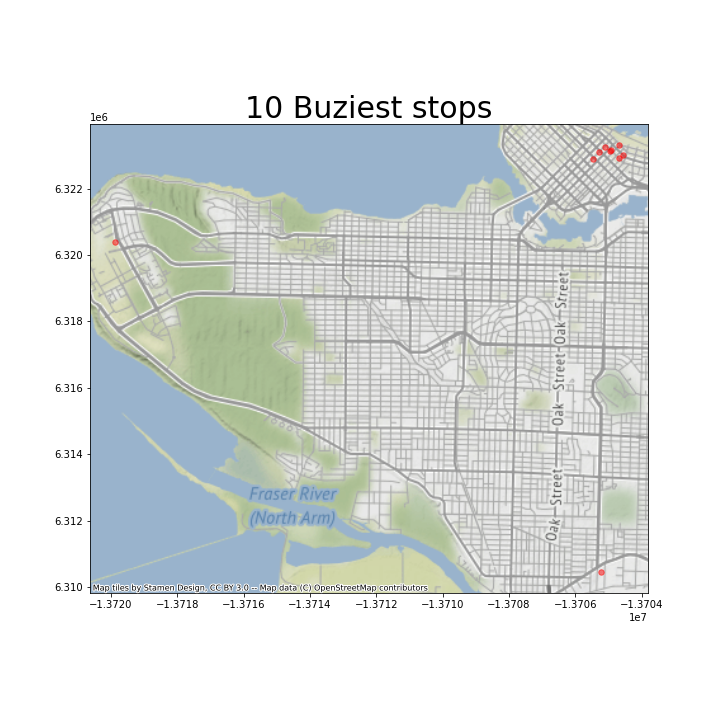 10 Buziest stops
1e6
6.322
6.320
6.318
6.316
6.314
6.312
6.310
Oak Street
Oak Street
Oak Street
Fraser River
(North Arm)
Map tiles by Stamen Design, CC BY 3.0 -- Map data (C) OpenStreetMap contributors
−1.3720 −1.3718 −1.3716 −1.3714 −1.3712 −1.3710 −1.3708 −1.3706 −1.3704
1e7